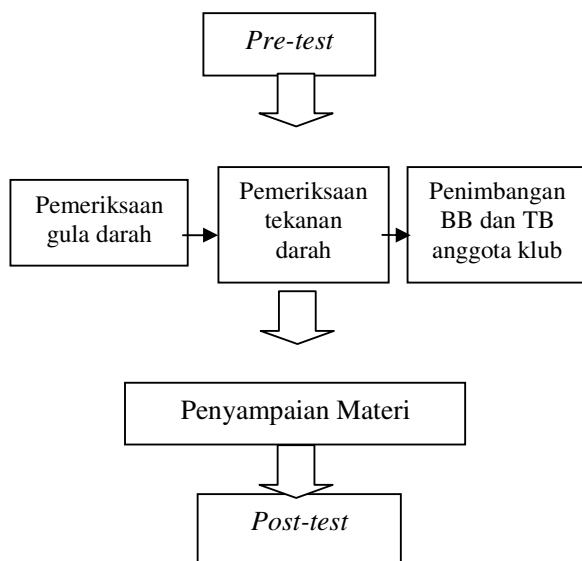 Pre-test
Pemeriksaan
gula darah
Pemeriksaan
tekanan
darah
Penimbangan
BB dan TB
anggota klub
Penyampaian Materi
Post-test